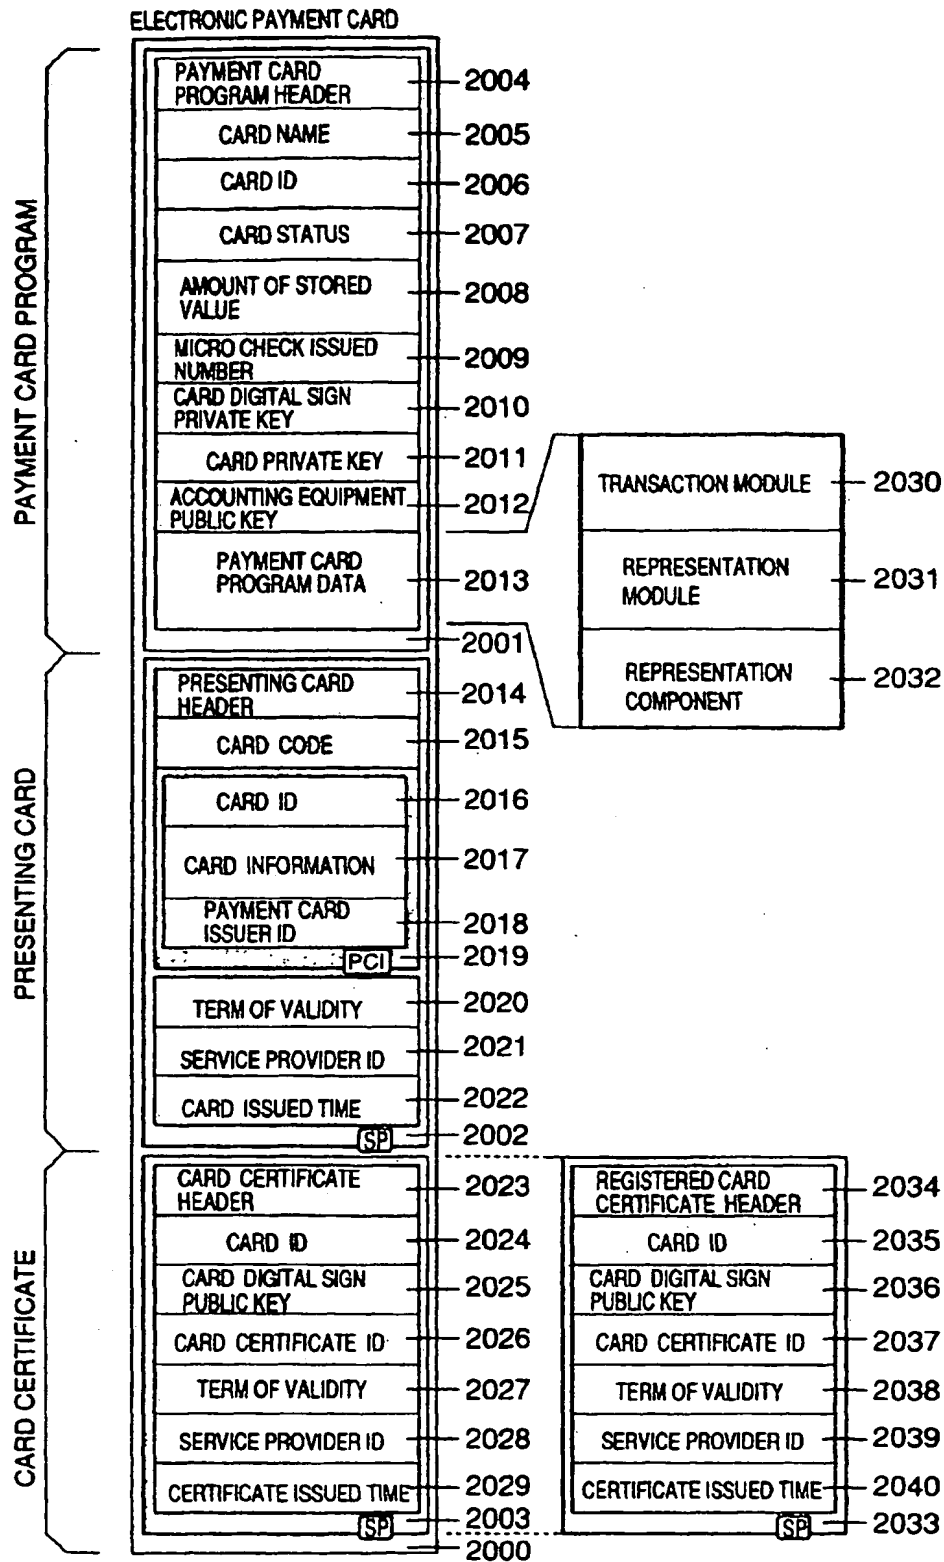 ELECTRONIC PAYMENT CARD
PAYMENT CARD PROGRAM
PAYMENT CARD
PROGRAM HEADER
2004
CARD NAME
2005
CARD ID
2006
CARD STATUS
2007
AMOUNT OF STORED
VALUE
2008
MICRO CHECK ISSUED
NUMBER
2009
CARD DIGITAL SIGN
PRIVATE KEY
2010
CARD PRIVATE KEY
2011
ACCOUNTING EQUIPMENT
PUBLIC KEY
2012
PAYMENT CARD
PROGRAM DATA
2013
2001
TRANSACTION MODULE
2030
REPRESENTATION
MODULE
2031
REPRESENTATION
COMPONENT
2032
PRESENTING CARD
PRESENTING CARD
HEADER
2014
CARD CODE
2015
CARD ID
2016
CARD INFORMATION
2017
PAYMENT CARD
ISSUER ID
2018
PCI
2019
TERM OF VALIDITY
2020
SERVICE PROVIDER ID
2021
CARD ISSUED TIME
2022
SP
2002
CARD CERTIFICATE
CARD CERTIFICATE
HEADER
2023
CARD ID
2024
CARD DIGITAL SIGN
PUBLIC KEY
2025
CARD CERTIFICATE ID
2026
TERM OF VALIDITY
2027
SERVICE PROVIDER ID
2028
CERTIFICATE ISSUED TIME
2029
SP
2003
2000
REGISTERED CARD
CERTIFICATE HEADER
2034
CARD ID
2035
CARD DIGITAL SIGN
PUBLIC KEY
2036
CARD CERTIFICATE ID
2037
TERM OF VALIDITY
2038
SERVICE PROVIDER ID
2039
CERTIFICATE ISSUED TIME
2040
SP
2033